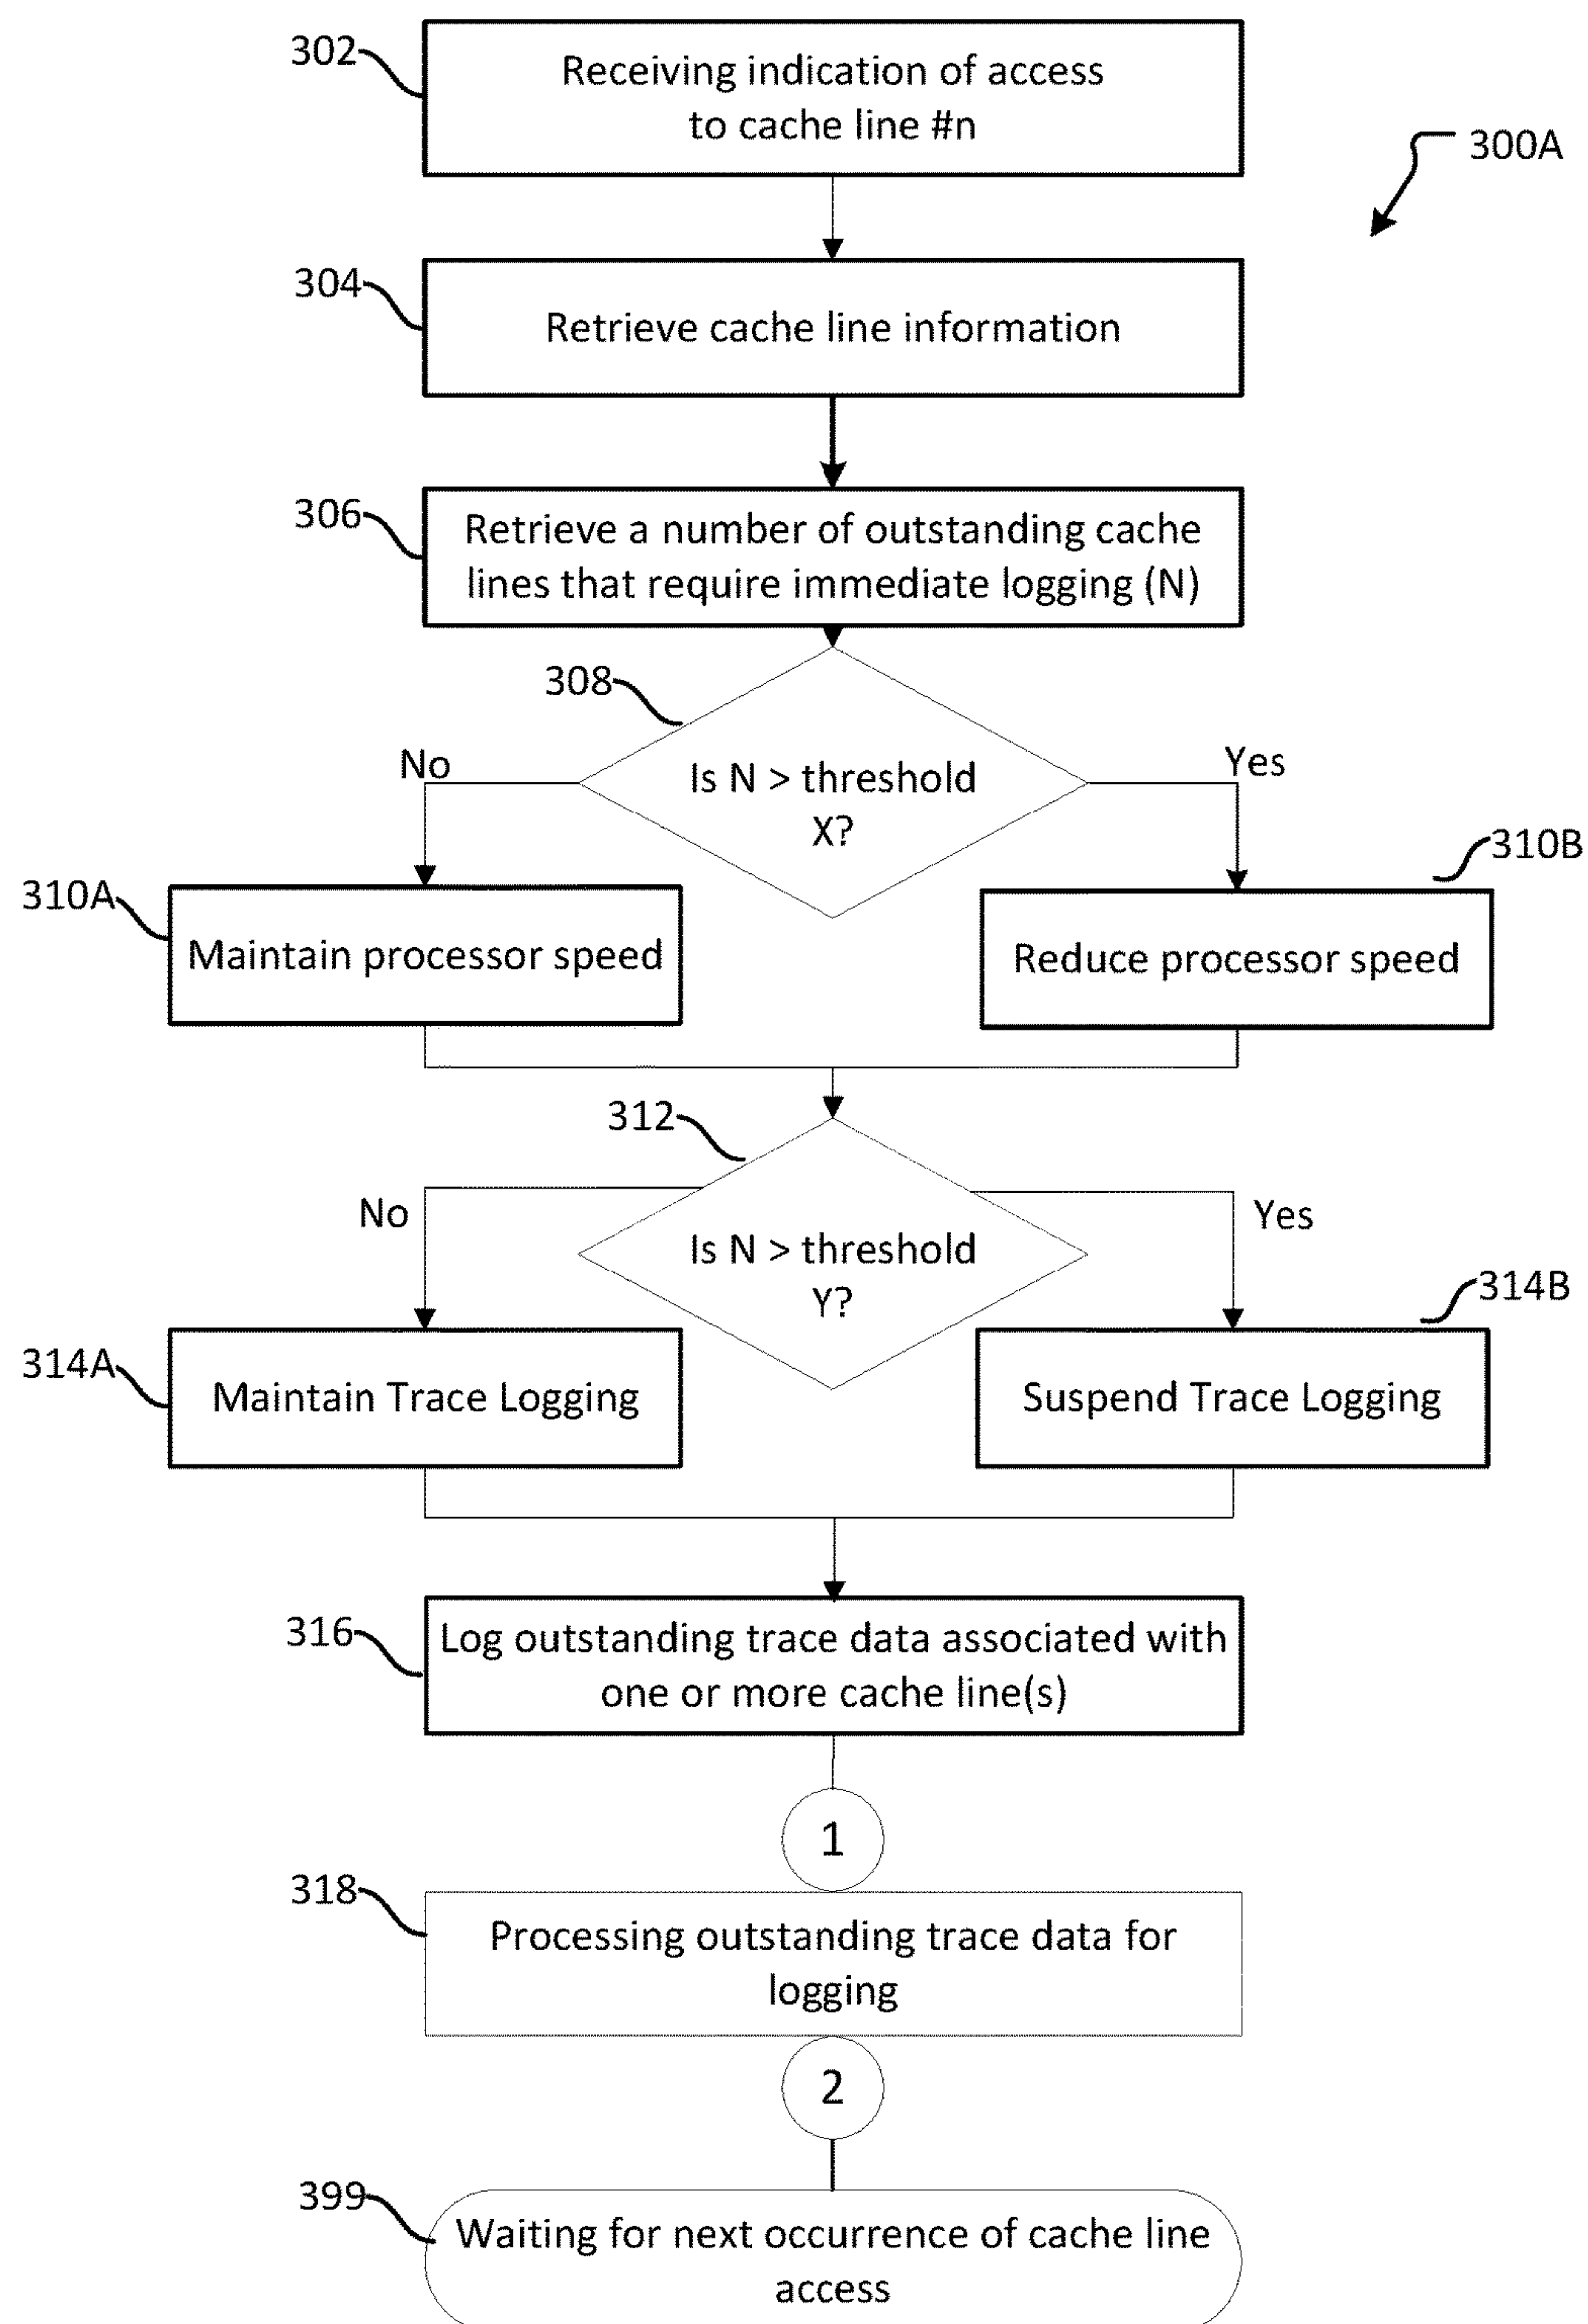 302
Receiving indication of access
to cache line #n
300A
304
Retrieve cache line information
306
Retrieve a number of outstanding cache
lines that require immediate logging (N)
308
No
Yes
Is N > threshold
X?
310B
310A
Maintain processor speed
Reduce processor speed
312
No
Yes
Is N > threshold
Y?
314B
314A
Maintain Trace Logging
Suspend Trace Logging
316
Log outstanding trace data associated with
one or more cache line(s)
1
318
Processing outstanding trace data for
logging
2
399
Waiting for next occurrence of cache line
access